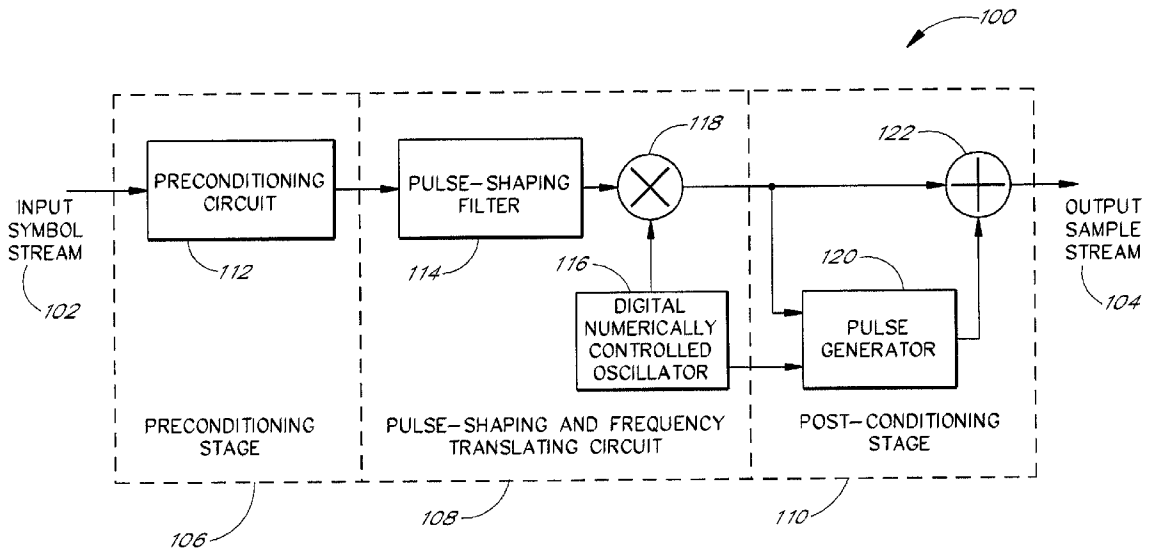 100
118
122
PRECONDITIONING
CIRCUIT
PULSE-SHAPING
FILTER
INPUT
SYMBOL
STREAM
OUTPUT
SAMPLE
STREAM
112
114
116
120
102
104
DIGITAL
NUMERICALLY
CONTROLLED
OSCILLATOR
PULSE
GENERATOR
PRECONDITIONING
STAGE
PULSE-SHAPING AND FREQUENCY
TRANSLATING CIRCUIT
POST-CONDITIONING
STAGE
106
108
110